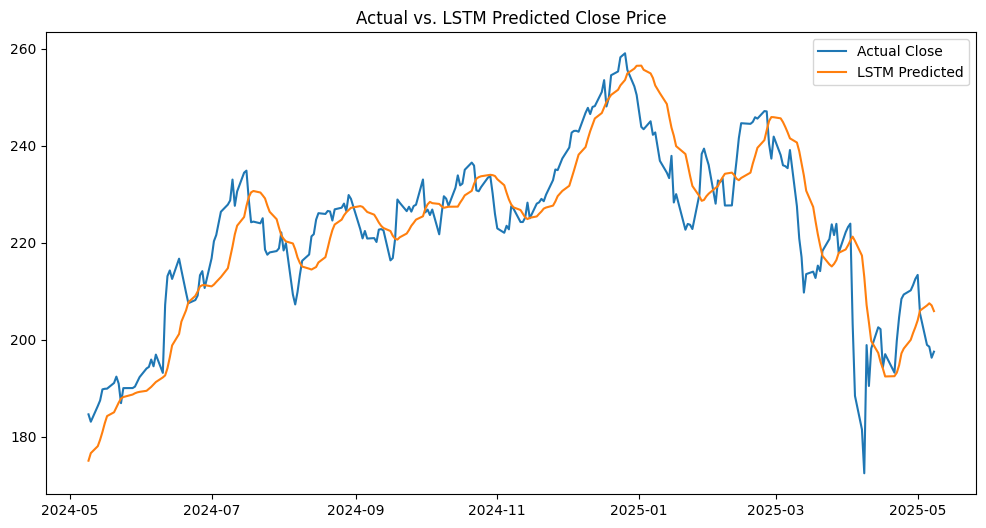 Actual vs. LSTM Predicted Close Price
Actual Close
LSTM Predicted
260
240
220
200
180
2024-05 2024-07 2024-09 2024-11 2025-01 2025-03 2025-05